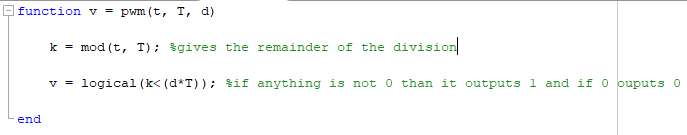 function v = pwm(t, T, d)
k = mod(t, T); %gives the remainder of the division
v = logical(k<(d*T)); %if anything is not 0 than it outputs 1 and if 0 ouputs 0
end